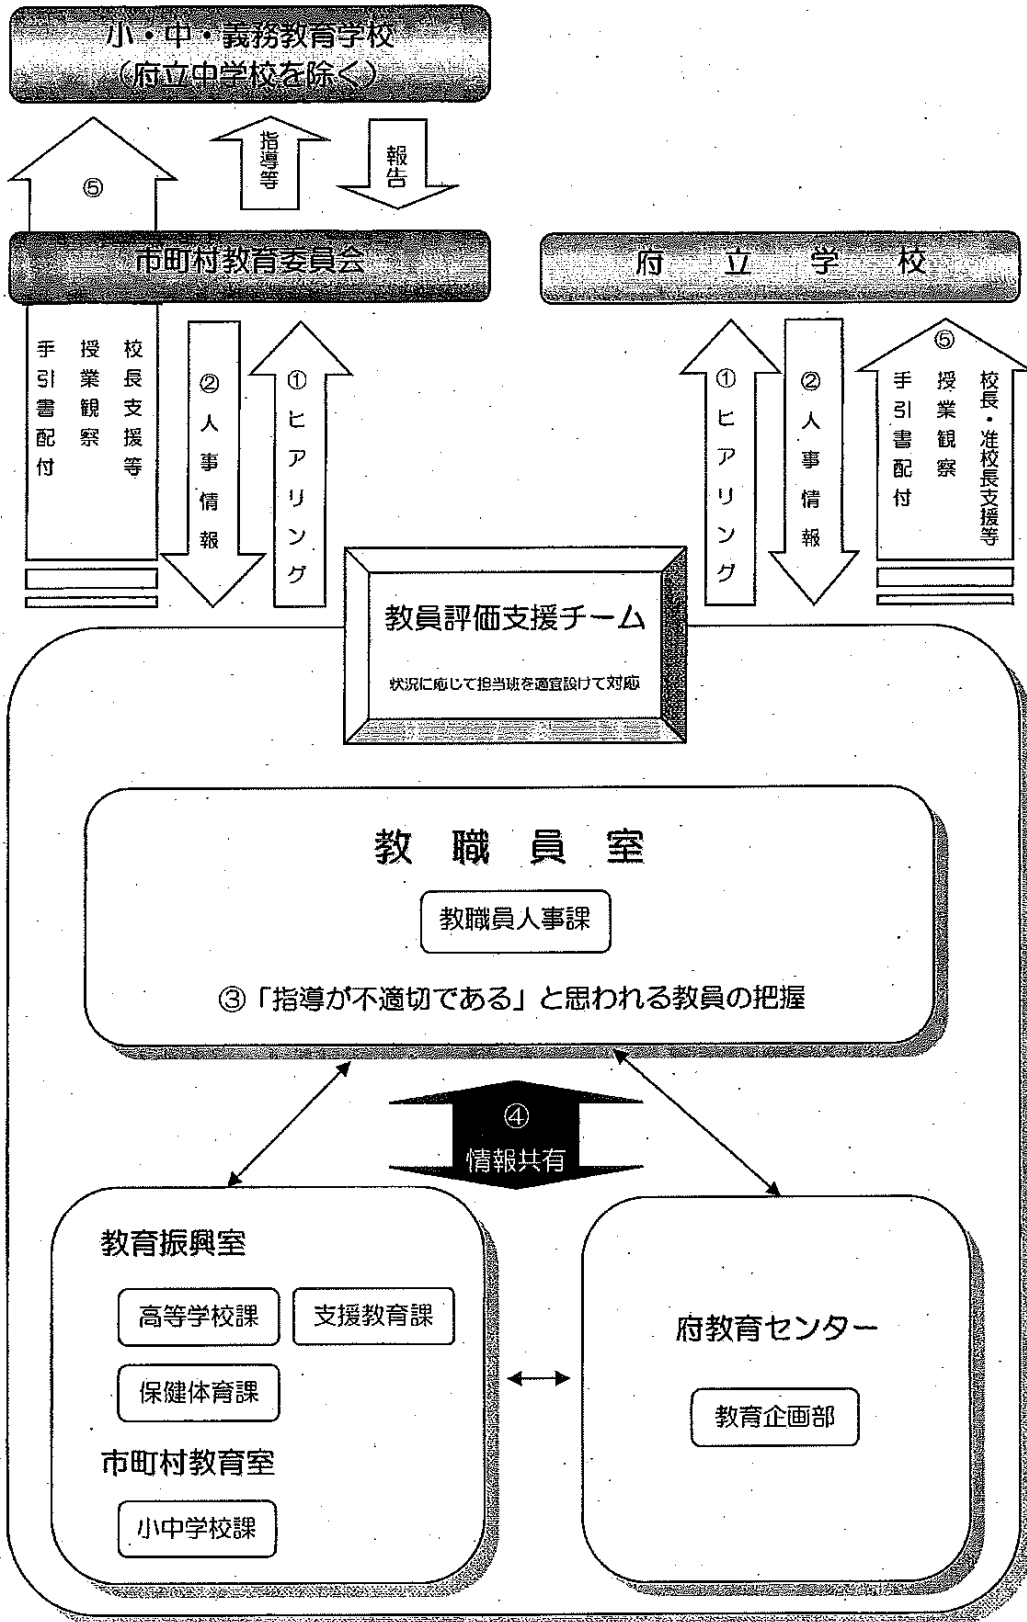 小・中・義務教育学校
（府立中学校を除く）
⑤
指導等
報告
市町村教育委員会
府立学校
手引書配付
授業観察
校長支援等
②人事情報
①ヒアリング
①ヒアリング
②人事情報
⑤
手引書配付
授業観察
校長・准校長支援等
教員評価支援チーム
状況に応じて担当班を適宜設けて対応
教職員室
教職員人事課
③「指導が不適切である」と思われる教員の把握
④
情報共有
教育振興室
高等学校課
支援教育課
保健体育課
市町村教育室
小中学校課
府教育センター
教育企画部